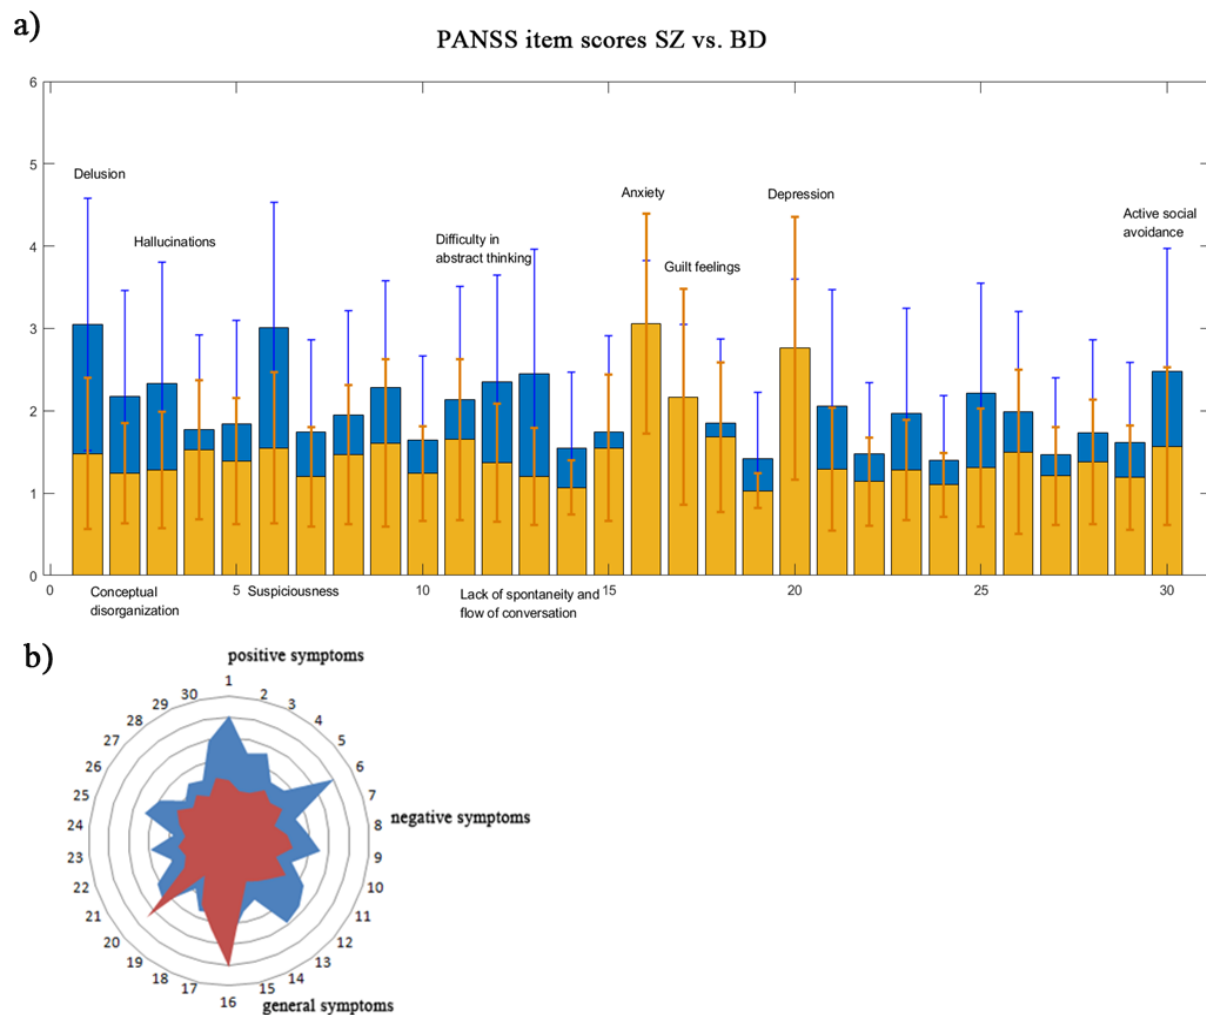 a)
PANSS item scores SZ vs. BD
6
5
4
3
2
1
0
Delusion
Hallucinations
Difficulty in
abstract thinking
Anxiety
Guilt feelings
Depression
Active social
avoidance
0 5 10 15 20 25 30
Conceptual
disorganization
Suspiciousness
Lack of spontaneity and
flow of conversation
b)
positive symptoms
1
2
3
4
5
6
7
8
negative symptoms
9
10
11
12
13
14
15
general symptoms
16
17
18
19
20
21
22
23
24
25
26
27
28
29
30